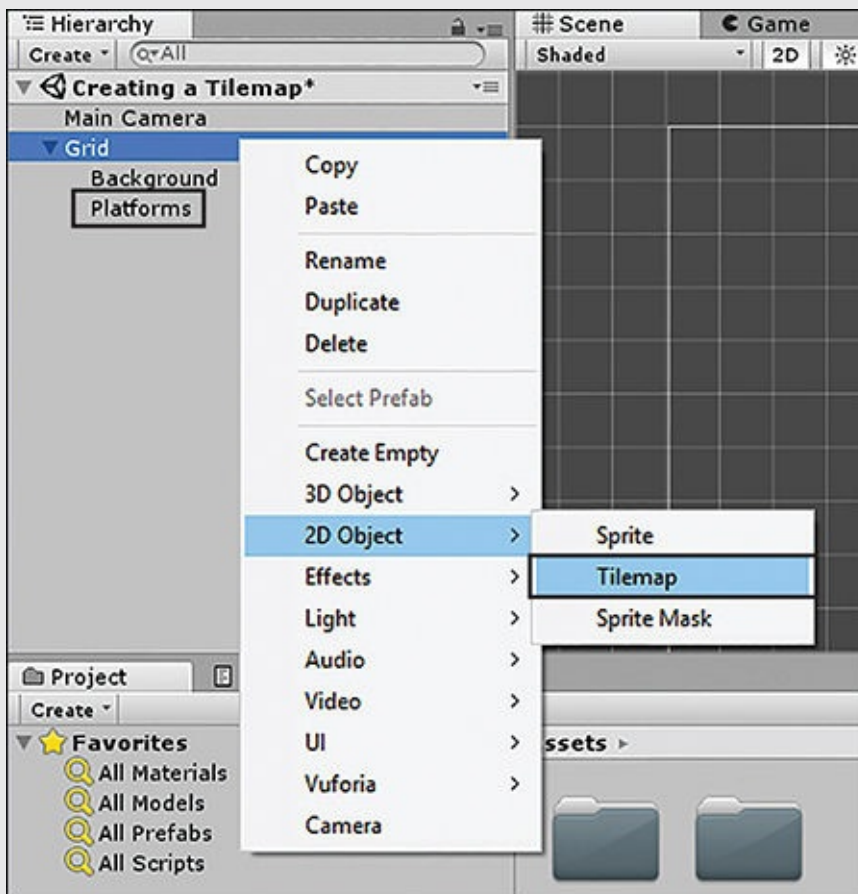 Hierarchy
Create
All
Creating a Tilemap*
Main Camera
Grid
Background
Platforms
Scene
Game
Shaded
2D
Copy
Paste
Rename
Duplicate
Delete
Select Prefab
Create Empty
3D Object
2D Object
Effects
Light
Audio
Video
UI
Vuforia
Camera
Sprite
Tilemap
Sprite Mask
Project
Create
Favorites
All Materials
All Models
All Prefabs
All Scripts
ssets